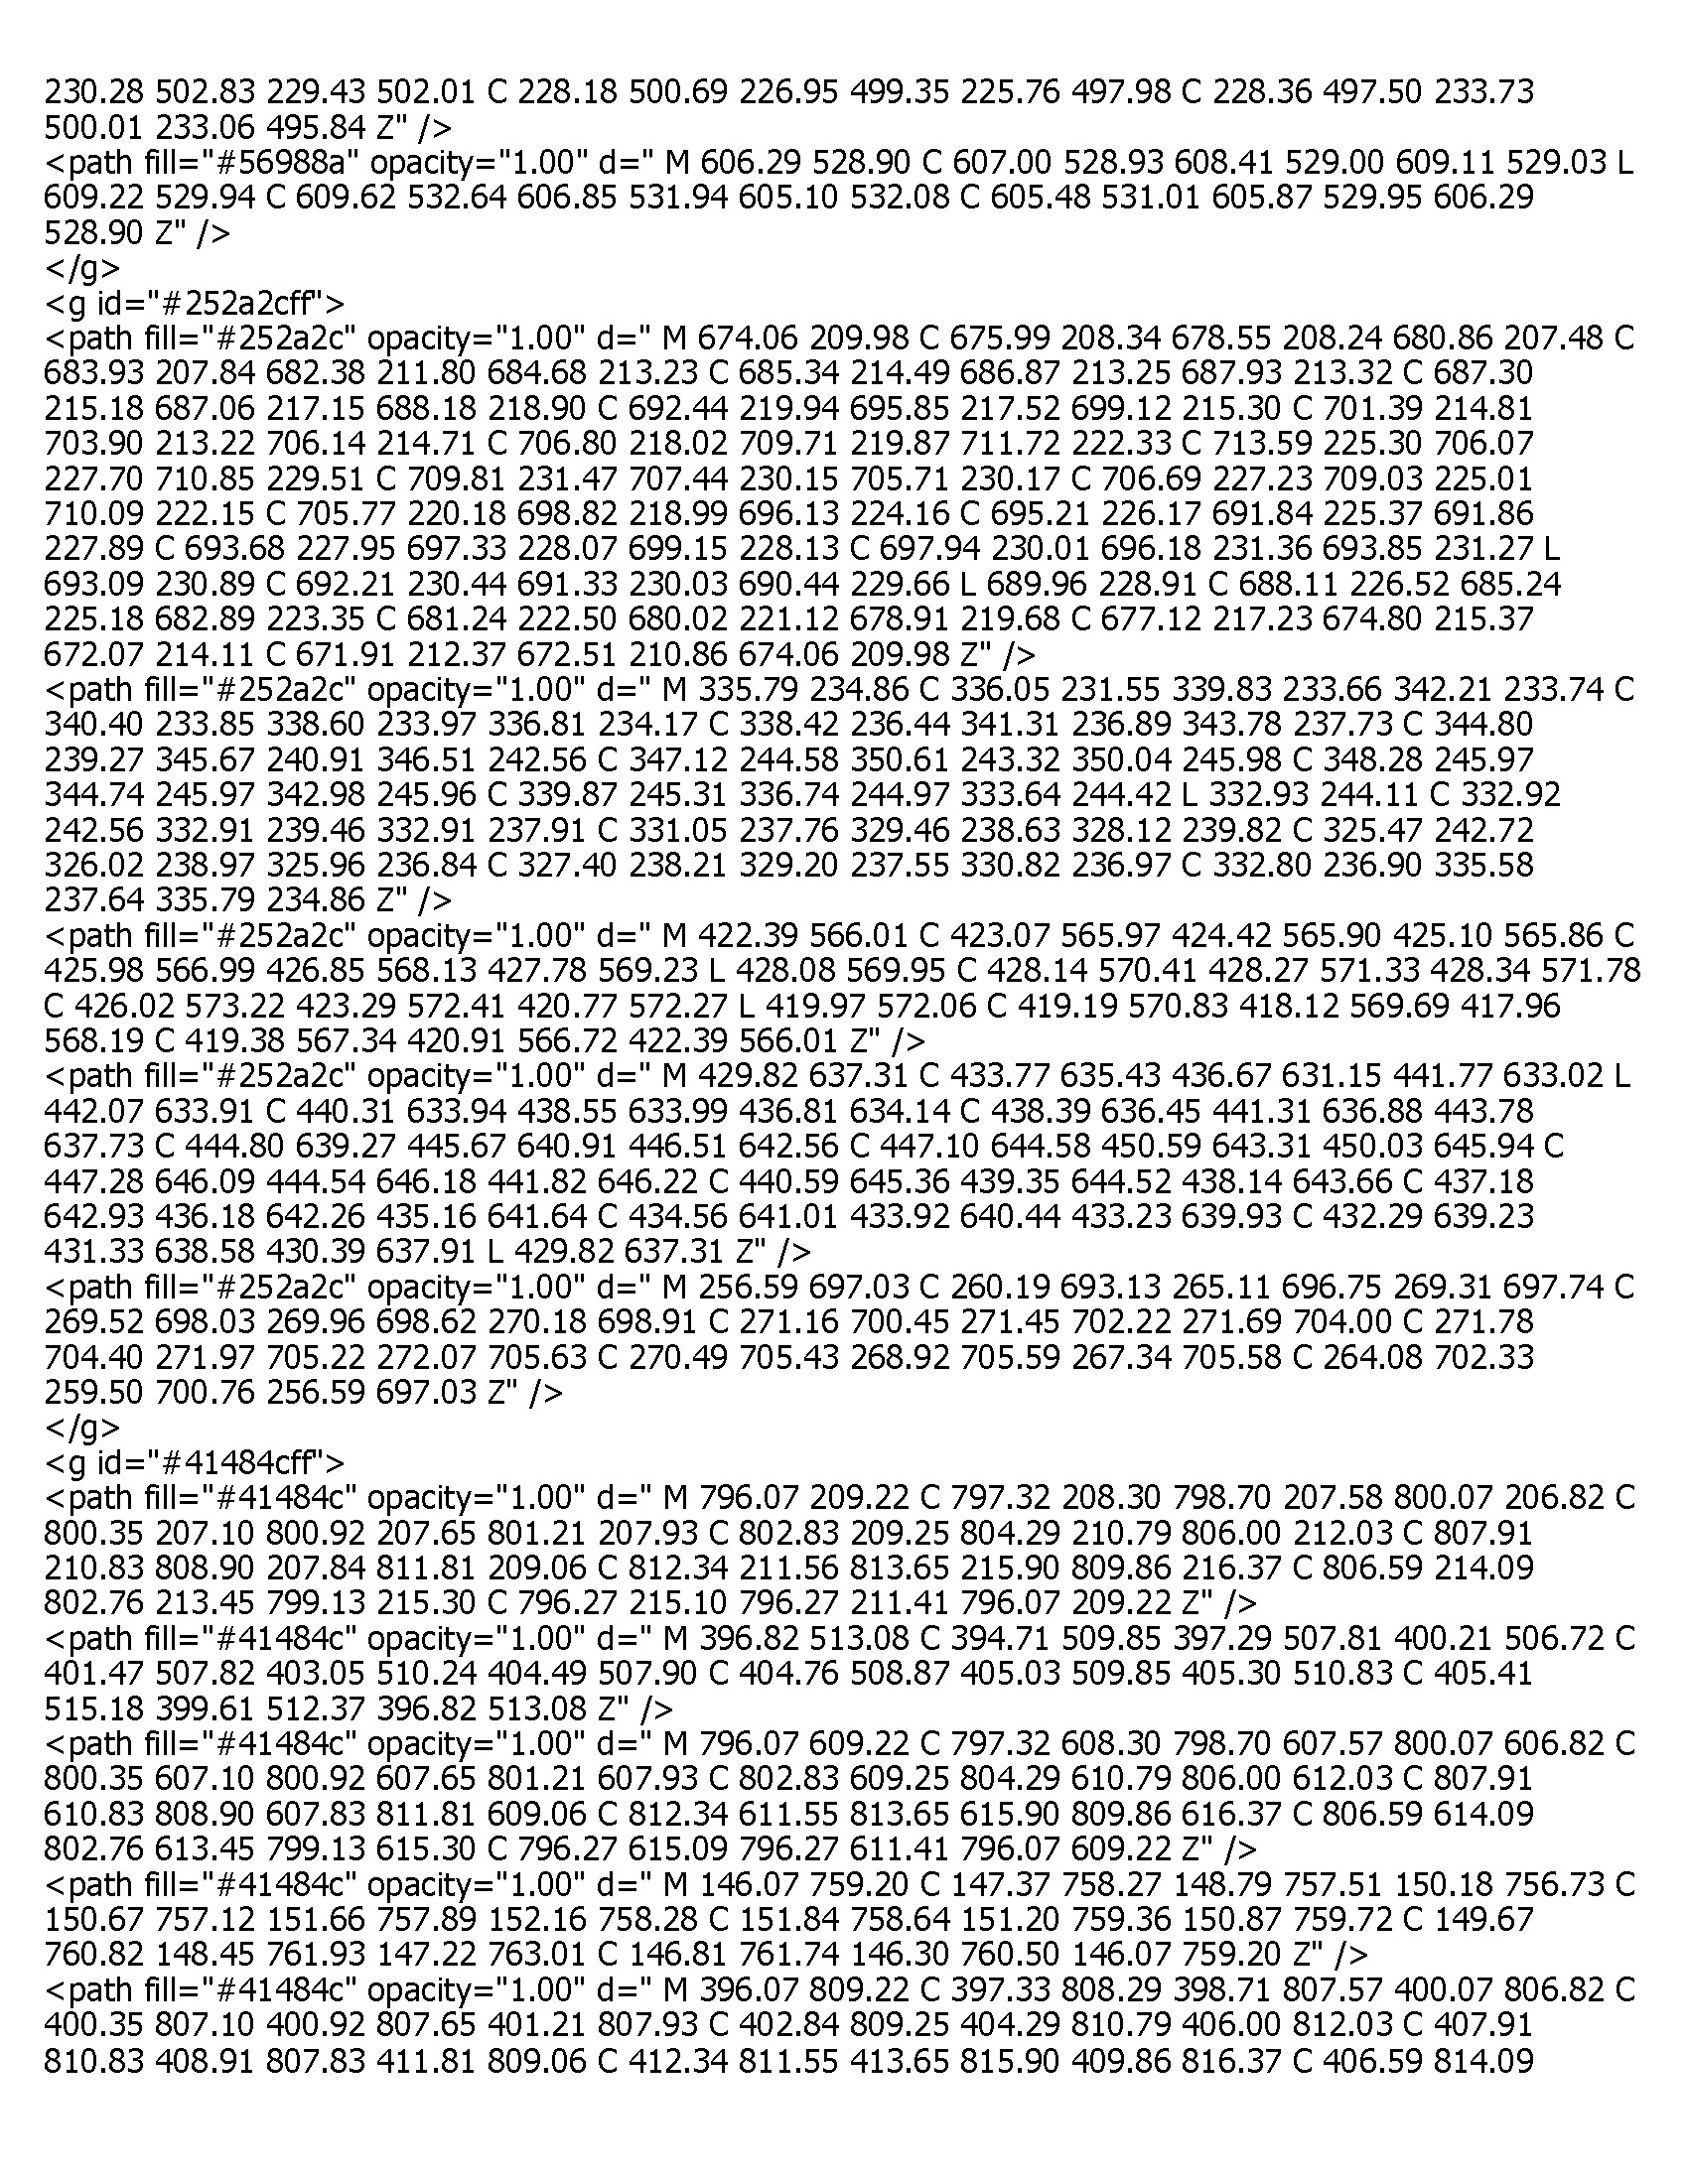 230.28 502.83 229.43 502.01 C 228.18 500.69 226.95 499.35 225.76 497.98 C 228.36 497.50 233.73
500.01 233.06 495.84 Z" />
<path fill="#56988a" opacity="1.00" d=" M 606.29 528.90 C 607.00 528.93 608.41 529.00 609.11 529.03 L
609.22 529.94 C 609.62 532.64 606.85 531.94 605.10 532.08 C 605.48 531.01 605.87 529.95 606.29
528.90 Z" />
</g>
<g id="#252a2cff">
<path fill="#252a2c" opacity="1.00" d=" M 674.06 209.98 C 675.99 208.34 678.55 208.24 680.86 207.48 C
683.93 207.84 682.38 211.80 684.68 213.23 C 685.34 214.49 686.87 213.25 687.93 213.32 C 687.30
215.18 687.06 217.15 688.18 218.90 C 692.44 219.94 695.85 217.52 699.12 215.30 C 701.39 214.81
703.90 213.22 706.14 214.71 C 706.80 218.02 709.71 219.87 711.72 222.33 C 713.59 225.30 706.07
227.70 710.85 229.51 C 709.81 231.47 707.44 230.15 705.71 230.17 C 706.69 227.23 709.03 225.01
710.09 222.15 C 705.77 220.18 698.82 218.99 696.13 224.16 C 695.21 226.17 691.84 225.37 691.86
227.89 C 693.68 227.95 697.33 228.07 699.15 228.13 C 697.94 230.01 696.18 231.36 693.85 231.27 L
693.09 230.89 C 692.21 230.44 691.33 230.03 690.44 229.66 L 689.96 228.91 C 688.11 226.52 685.24
225.18 682.89 223.35 C 681.24 222.50 680.02 221.12 678.91 219.68 C 677.12 217.23 674.80 215.37
672.07 214.11 C 671.91 212.37 672.51 210.86 674.06 209.98 Z" />
<path fill="#252a2c" opacity="1.00" d=" M 335.79 234.86 C 336.05 231.55 339.83 233.66 342.21 233.74 C
340.40 233.85 338.60 233.97 336.81 234.17 C 338.42 236.44 341.31 236.89 343.78 237.73 C 344.80
239.27 345.67 240.91 346.51 242.56 C 347.12 244.58 350.61 243.32 350.04 245.98 C 348.28 245.97
344.74 245.97 342.98 245.96 C 339.87 245.31 336.74 244.97 333.64 244.42 L 332.93 244.11 C 332.92
242.56 332.91 239.46 332.91 237.91 C 331.05 237.76 329.46 238.63 328.12 239.82 C 325.47 242.72
326.02 238.97 325.96 236.84 C 327.40 238.21 329.20 237.55 330.82 236.97 C 332.80 236.90 335.58
237.64 335.79 234.86 Z" />
<path fill="#252a2c" opacity="1.00" d=" M 422.39 566.01 C 423.07 565.97 424.42 565.90 425.10 565.86 C
425.98 566.99 426.85 568.13 427.78 569.23 L 428.08 569.95 C 428.14 570.41 428.27 571.33 428.34 571.78
C 426.02 573.22 423.29 572.41 420.77 572.27 L 419.97 572.06 C 419.19 570.83 418.12 569.69 417.96
568.19 C 419.38 567.34 420.91 566.72 422.39 566.01 Z" />
<path fill="#252a2c" opacity="1.00" d=" M 429.82 637.31 C 433.77 635.43 436.67 631.15 441.77 633.02 L
442.07 633.91 C 440.31 633.94 438.55 633.99 436.81 634.14 C 438.39 636.45 441.31 636.88 443.78
637.73 C 444.80 639.27 445.67 640.91 446.51 642.56 C 447.10 644.58 450.59 643.31 450.03 645.94 C
447.28 646.09 444.54 646.18 441.82 646.22 C 440.59 645.36 439.35 644.52 438.14 643.66 C 437.18
642.93 436.18 642.26 435.16 641.64 C 434.56 641.01 433.92 640.44 433.23 639.93 C 432.29 639.23
431.33 638.58 430.39 637.91 L 429.82 637.31 Z" />
<path fill="#252a2c" opacity="1.00" d=" M 256.59 697.03 C 260.19 693.13 265.11 696.75 269.31 697.74 C
269.52 698.03 269.96 698.62 270.18 698.91 C 271.16 700.45 271.45 702.22 271.69 704.00 C 271.78
704.40 271.97 705.22 272.07 705.63 C 270.49 705.43 268.92 705.59 267.34 705.58 C 264.08 702.33
259.50 700.76 256.59 697.03 Z" />
</g>
<g id="#41484cff">
<path fill="#41484c" opacity="1.00" d=" M 796.07 209.22 C 797.32 208.30 798.70 207.58 800.07 206.82 C
800.35 207.10 800.92 207.65 801.21 207.93 C 802.83 209.25 804.29 210.79 806.00 212.03 C 807.91
210.83 808.90 207.84 811.81 209.06 C 812.34 211.56 813.65 215.90 809.86 216.37 C 806.59 214.09
802.76 213.45 799.13 215.30 C 796.27 215.10 796.27 211.41 796.07 209.22 Z" />
<path fill="#41484c" opacity="1.00" d=" M 396.82 513.08 C 394.71 509.85 397.29 507.81 400.21 506.72 C
401.47 507.82 403.05 510.24 404.49 507.90 C 404.76 508.87 405.03 509.85 405.30 510.83 C 405.41
515.18 399.61 512.37 396.82 513.08 Z" />
<path fill="#41484c" opacity="1.00" d=" M 796.07 609.22 C 797.32 608.30 798.70 607.57 800.07 606.82 C
800.35 607.10 800.92 607.65 801.21 607.93 C 802.83 609.25 804.29 610.79 806.00 612.03 C 807.91
610.83 808.90 607.83 811.81 609.06 C 812.34 611.55 813.65 615.90 809.86 616.37 C 806.59 614.09
802.76 613.45 799.13 615.30 C 796.27 615.09 796.27 611.41 796.07 609.22 Z" />
<path fill="#41484c" opacity="1.00" d=" M 146.07 759.20 C 147.37 758.27 148.79 757.51 150.18 756.73 C
150.67 757.12 151.66 757.89 152.16 758.28 C 151.84 758.64 151.20 759.36 150.87 759.72 C 149.67
760.82 148.45 761.93 147.22 763.01 C 146.81 761.74 146.30 760.50 146.07 759.20 Z" />
<path fill="#41484c" opacity="1.00" d=" M 396.07 809.22 C 397.33 808.29 398.71 807.57 400.07 806.82 C
400.35 807.10 400.92 807.65 401.21 807.93 C 402.84 809.25 404.29 810.79 406.00 812.03 C 407.91
810.83 408.91 807.83 411.81 809.06 C 412.34 811.55 413.65 815.90 409.86 816.37 C 406.59 814.09